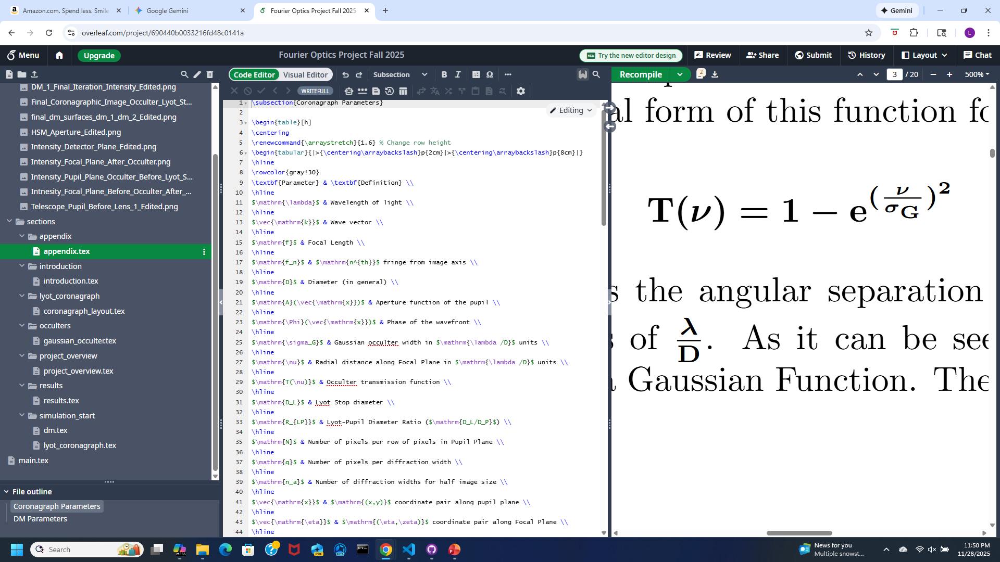 Amazon.com. Spend less. Smile
Google Gemini
Fourier Optics Project Fall 2025
Gemini
overleaf.com/project/690440b0033216fd48c0141a
L
Menu
Upgrade
Fourier Optics Project Fall 2025
NEW Try the new editor design
Review
Share
Submit
History
Layout
Chat
Code Editor
Visual Editor
Subsection
B I
Ω
WRITEFULL
Recompile
2
3 / 20
500%
DM_1_Final_Iteration_Intensity_Edited.png
Final_Coronagraphic_Image_Occulter_Lyot_St...
final_dm_surfaces_dm_1_dm_2_Edited.png
HSM_Aperture_Edited.png
Intensity_Detector_Plane_Edited.png
Intensity_Focal_Plane_After_Occulter.png
Intensity_Pupil_Plane_Occulter_Before_Lyot_S...
Intnesity_Focal_Plane_Before_Occulter_After_...
Telescope_Pupil_Before_Lens_1_Edited.png
sections
appendix
appendix.tex
introduction
introduction.tex
lyot_coronagraph
coronagraph_layout.tex
occulters
gaussian_occulter.tex
project_overview
project_overview.tex
results
results.tex
simulation_start
dm.tex
lyot_coronagraph.tex
main.tex
File outline
Coronagraph Parameters
DM Parameters
Editing
1 \subsection{Coronagraph Parameters}
2
3 \begin{table}[h]
4 \centering
5 \renewcommand{\arraystretch}{1.6} % Change row height
6 \begin{tabular}{|>{\centering\arraybackslash}p{2cm}|>{\centering\arraybackslash}p{8cm}|}
7 \hline
8 \rowcolor{gray!30}
9 \textbf{Parameter} & \textbf{Definition} \\
10 \hline
11 $\mathrm{\lambda}$ & Wavelength of light \\
12 \hline
13 $\vec{\mathrm{k}}$ & Wave vector \\
14 \hline
15 $\mathrm{f}$ & Focal Length \\
16 \hline
17 $\mathrm{f_n}$ & $\mathrm{n^{th}}$ fringe from image axis \\
18 \hline
19 $\mathrm{D}$ & Diameter (in general) \\
20 \hline
21 $\mathrm{A}(\vec{\mathrm{x}})$ & Aperture function of the pupil \\
22 \hline
23 $\mathrm{\Phi}(\vec{\mathrm{x}})$ & Phase of the wavefront \\
24 \hline
25 $\mathrm{\sigma_G}$ & Gaussian occulter width in $\mathrm{\lambda /D}$ units \\
26 \hline
27 $\mathrm{\nu}$ & Radial distance along Focal Plane in $\mathrm{\lambda /D}$ units \\
28 \hline
29 $\mathrm{T(\nu)}$ & Occulter transmission function \\
30 \hline
31 $\mathrm{D_L}$ & Lyot Stop diameter \\
32 \hline
33 $\mathrm{R_{LP}}$ & Lyot-Pupil Diameter Ratio ($\mathrm{D_L/D_P}$) \\
34 \hline
35 $\mathrm{N}$ & Number of pixels per row of pixels in Pupil Plane \\
36 \hline
37 $\mathrm{q}$ & Number of pixels per diffraction width \\
38 \hline
39 $\mathrm{n_a}$ & Number of diffraction widths for half image size \\
40 \hline
41 $\vec{\mathrm{x}}$ & $\mathrm{(x,y)}$ coordinate pair along pupil plane \\
42 \hline
43 $\vec{\mathrm{\eta}}$ & $\mathrm{(\eta,\zeta)}$ coordinate pair along Focal Plane \\
44 \hline
al form of this function fo
T(ν) = 1 − e^(ν/σ_G)^2
s the angular separation
s of λ/D. As it can be see
Gaussian Function. The
Search
M365
PRE
BETA
News for you
Multiple snowst...
11:50 PM
11/28/2025